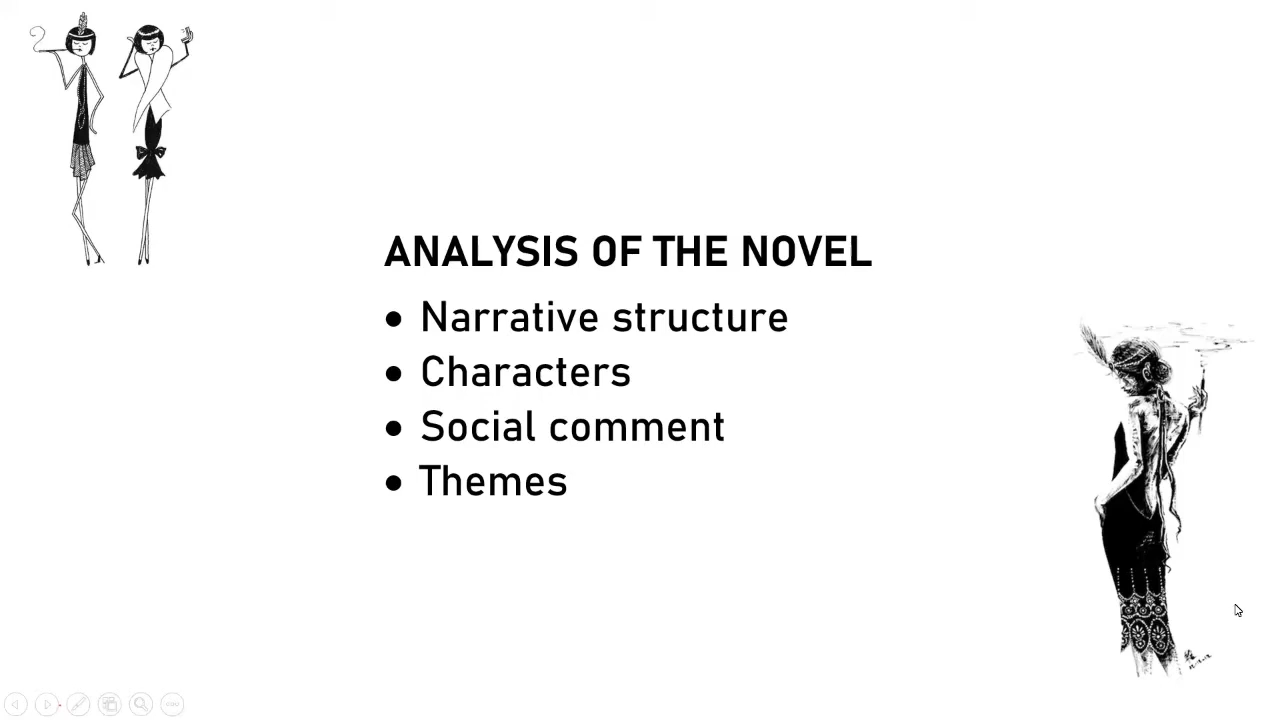 ANALYSIS OF THE NOVEL
• Narrative structure
• Characters
• Social comment
• Themes